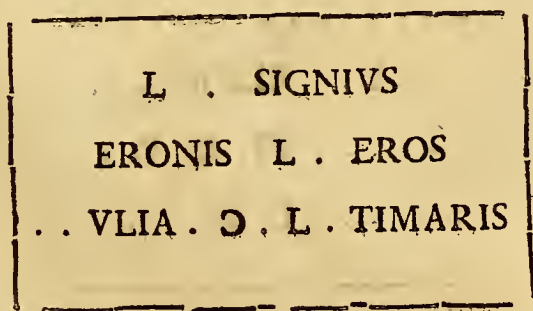 L . SIGNIVS
ERONIS L . EROS
. . VLIA . Ɔ . L . TIMARIS